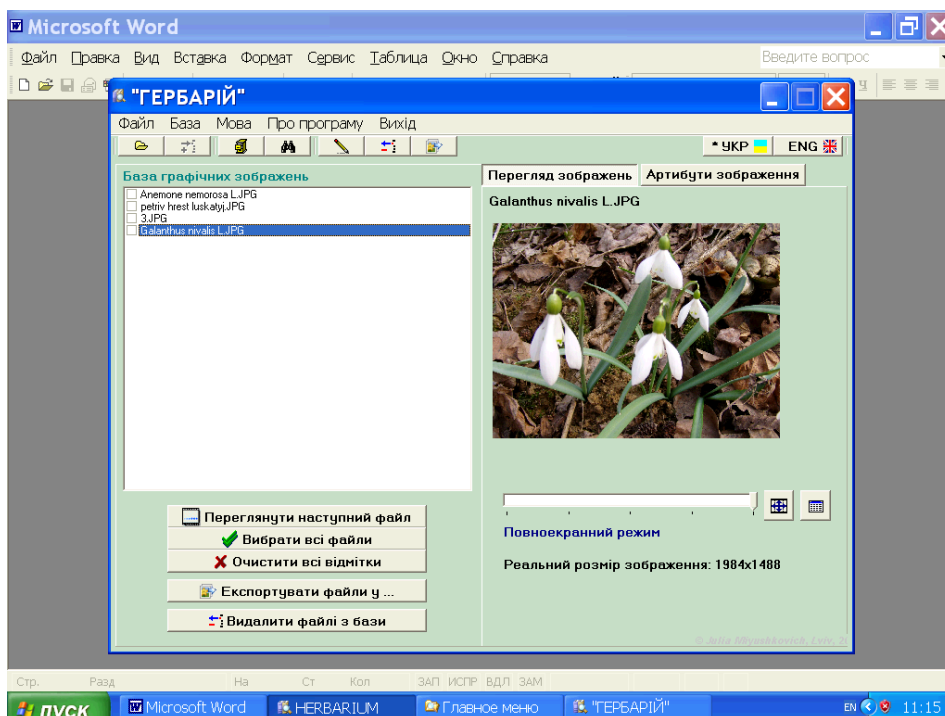 Microsoft Word
Файл Правка Вид Вставка Формат Сервис Таблица Окно Справка
Введите вопрос
"ГЕРБАРІЙ"
Файл База Мова Про програму Вихід
* УКР ENG
База графічних зображень
Перегляд зображень Артибути зображення
Anemone nemorosa L.JPG
petriv hrest luskatyj.JPG
3.JPG
Galanthus nivalis L.JPG
Galanthus nivalis L.JPG
Переглянути наступний файл
Вибрати всі файли
Очистити всі відмітки
Експортувати файли у ...
Видалити файлі з бази
Повноекранний режим
Реальний розмір зображення: 1984x1488
Стр. Разд На Ст Кол ЗАП ИСПР ВДЛ ЗАМ
пуск Microsoft Word HERBARIUM Главное меню "ГЕРБАРІЙ" EN 11:15